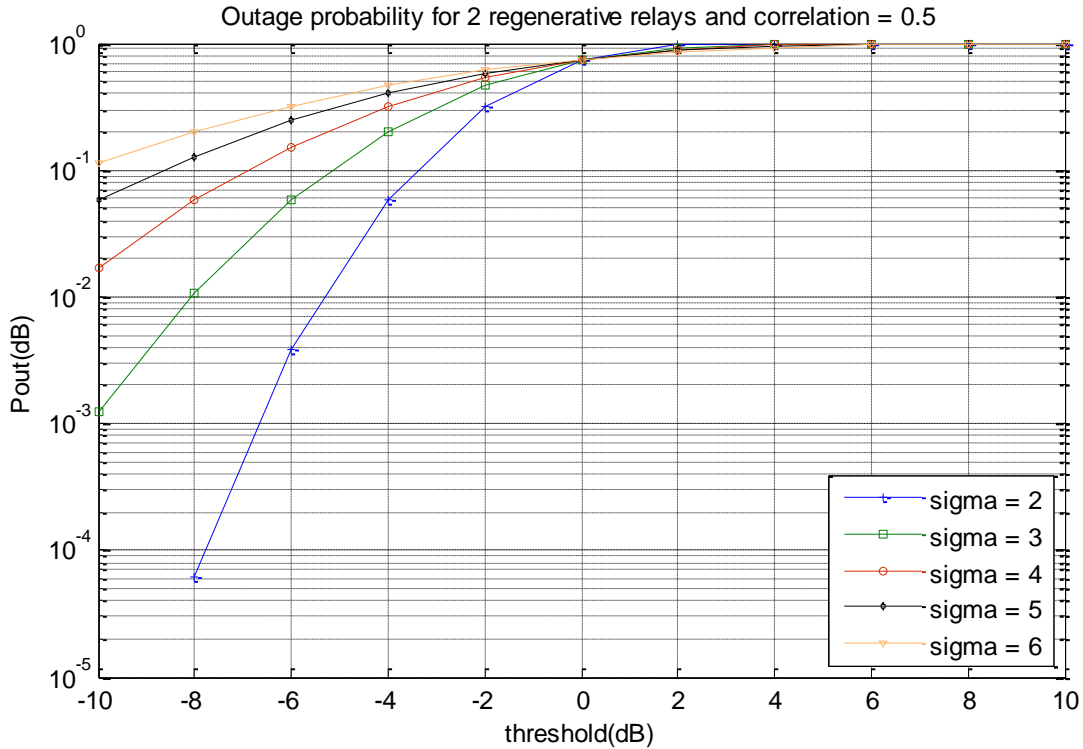 Outage probability for 2 regenerative relays and correlation = 0.5
Pout(dB)
10^0
10^-1
10^-2
10^-3
10^-4
10^-5
-10 -8 -6 -4 -2 0 2 4 6 8 10
threshold(dB)
sigma = 2
sigma = 3
sigma = 4
sigma = 5
sigma = 6